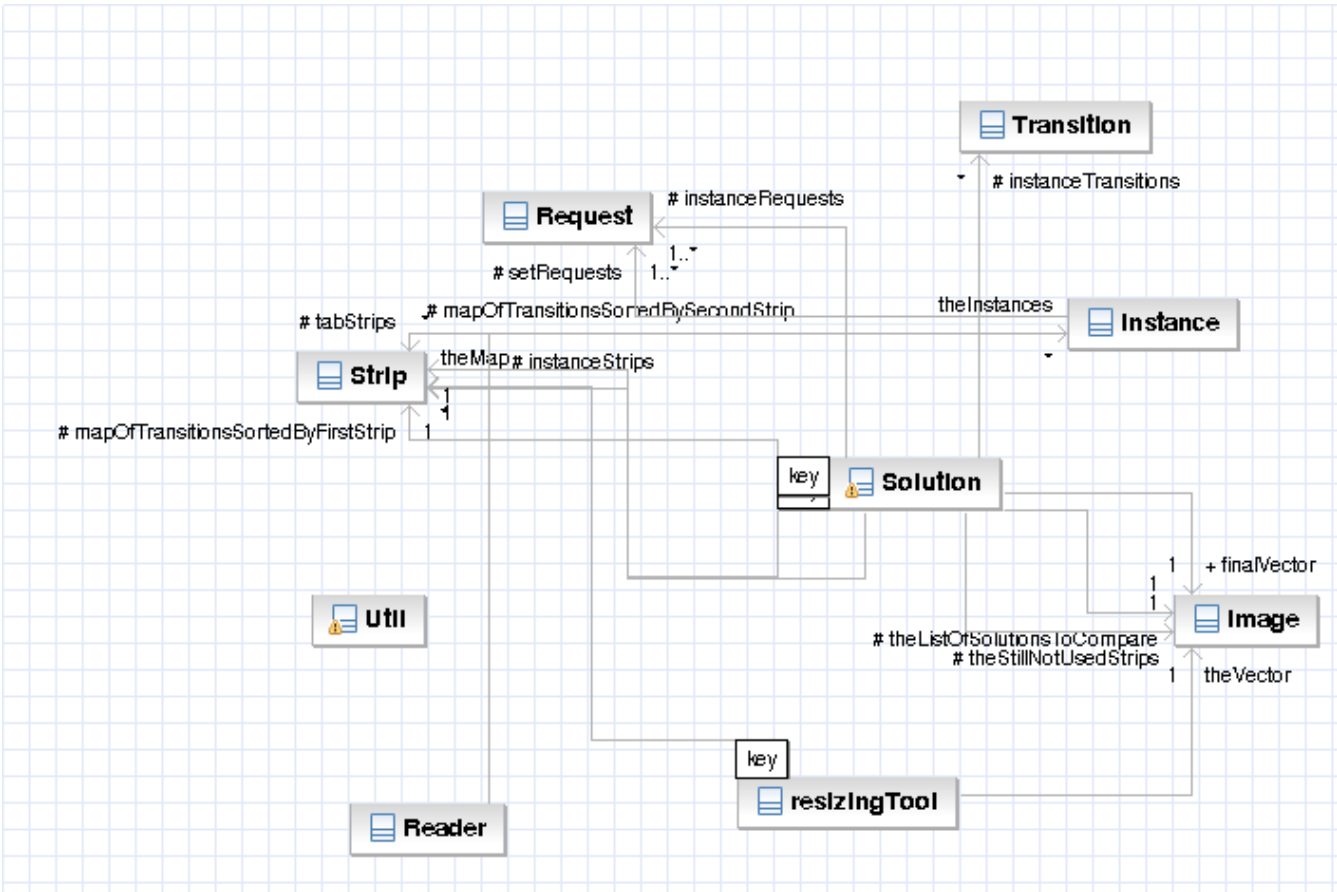 Transition
* # instanceTransitions
Request
# instanceRequests
1..*
# setRequests 1..*
theInstances
# mapOfTransitionsSortedBySecondStrip
# tabStrips
Instance
*
theMap # instanceStrips
Strip
1
1
# mapOfTransitionsSortedByFirstStrip 1
key
Solution
1 + finalVector
1
1
Util
Image
# theListOfSolutionsToCompare
# theStillNotUsedStrips
1 theVector
key
resizingTool
Reader